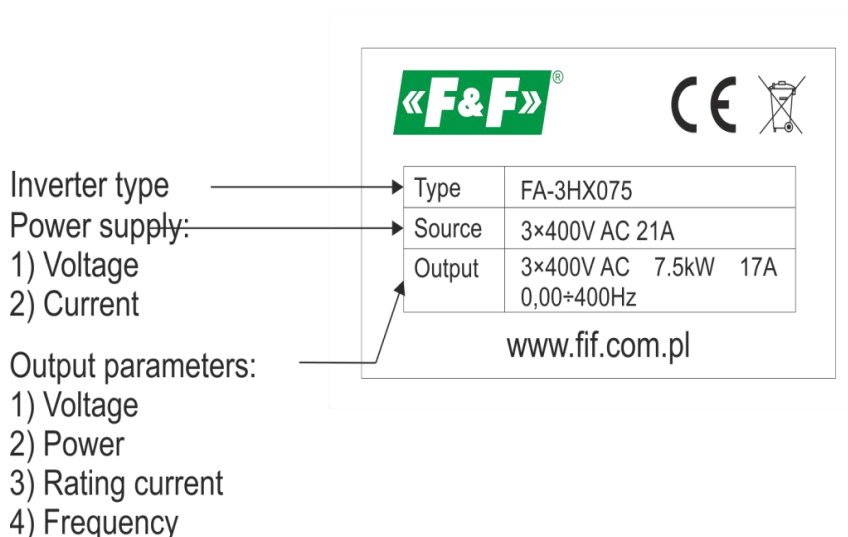 «F&F»®
CE
Inverter type
Power supply:
1) Voltage
2) Current
Output parameters:
1) Voltage
2) Power
3) Rating current
4) Frequency
Type FA-3HX075
Source 3×400V AC 21A
Output 3×400V AC 7.5kW 17A
0,00÷400Hz
www.fif.com.pl